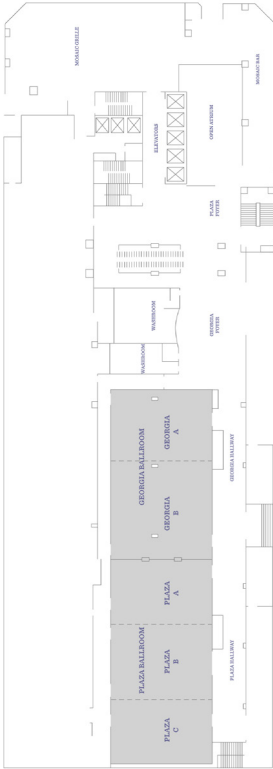 MOSAIC GRILLE
MOSAIC BAR
ELEVATORS
OPEN ATRIUM
PLAZA
FOYER
WASHROOM
GEORGIA
FOYER
WASHROOM
GEORGIA BALLROOM
GEORGIA
A
GEORGIA HALLWAY
GEORGIA
B
PLAZA
A
PLAZA BALLROOM
PLAZA
B
PLAZA HALLWAY
PLAZA
C